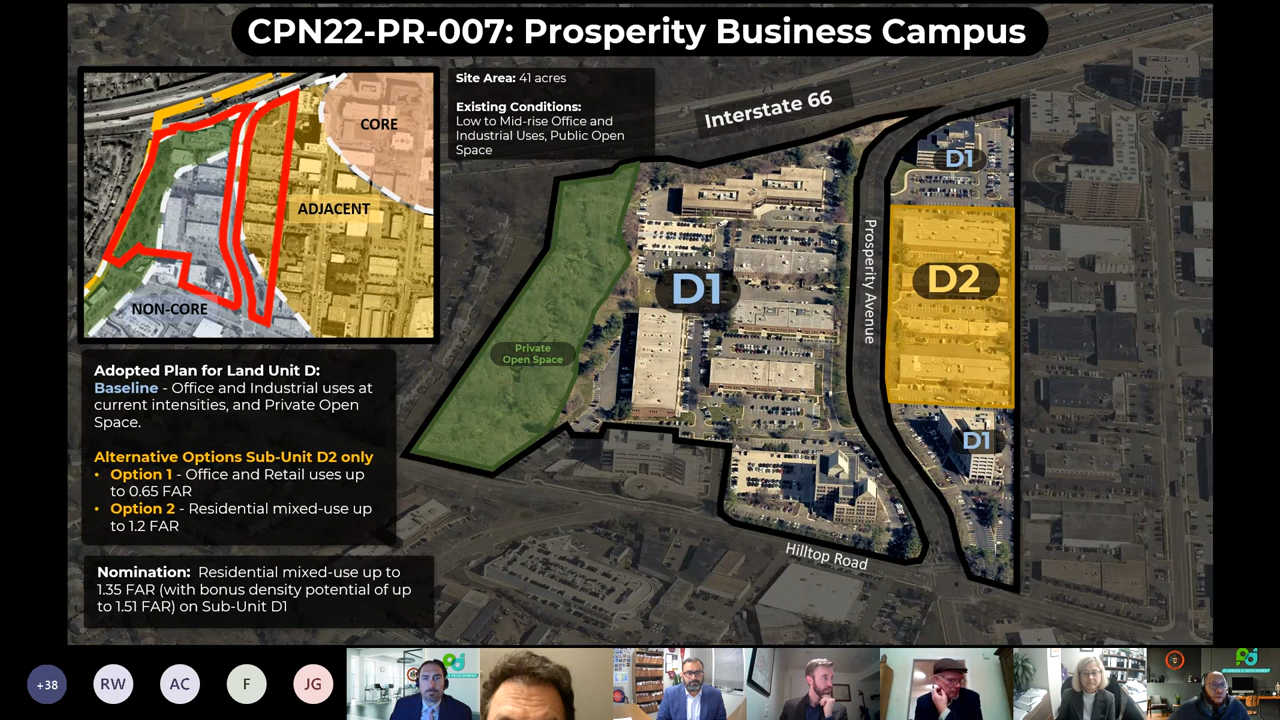 CPN22-PR-007: Prosperity Business Campus
CORE
ADJACENT
NON-CORE
Site Area: 41 acres
Existing Conditions:
Low to Mid-rise Office and
Industrial Uses, Public Open
Space
Interstate 66
D1
D1
D2
D1
Prosperity Avenue
Private
Open Space
Hilltop Road
Adopted Plan for Land Unit D:
Baseline - Office and Industrial uses at
current intensities, and Private Open
Space.
Alternative Options Sub-Unit D2 only
• Option 1 - Office and Retail uses up
to 0.65 FAR
• Option 2 - Residential mixed-use up
to 1.2 FAR
Nomination: Residential mixed-use up to
1.35 FAR (with bonus density potential of up
to 1.51 FAR) on Sub-Unit D1
+38
RW
AC
F
JG